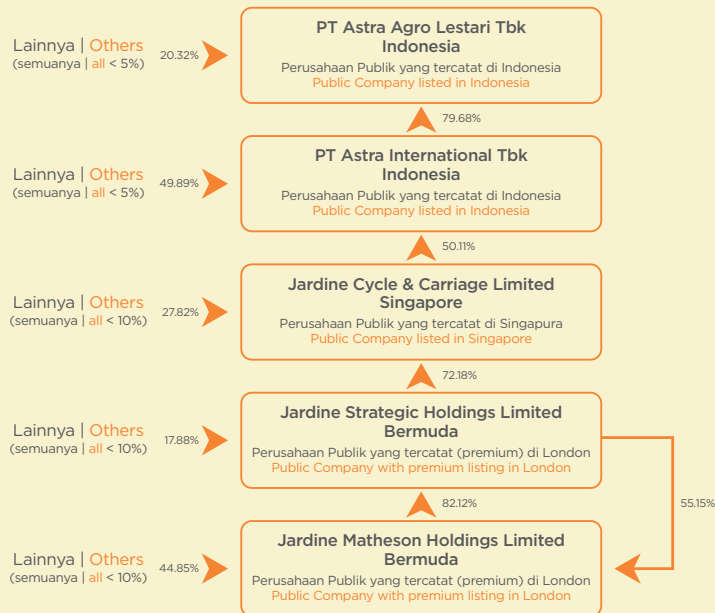 PT Astra Agro Lestari Tbk
Indonesia
Perusahaan Publik yang tercatat di Indonesia
Public Company listed in Indonesia
Lainnya | Others
(semuanya | all < 5%)
20.32%
79.68%
PT Astra International Tbk
Indonesia
Perusahaan Publik yang tercatat di Indonesia
Public Company listed in Indonesia
Lainnya | Others
(semuanya | all < 5%)
49.89%
50.11%
Jardine Cycle & Carriage Limited
Singapore
Perusahaan Publik yang tercatat di Singapura
Public Company listed in Singapore
Lainnya | Others
(semuanya | all < 10%)
27.82%
72.18%
Jardine Strategic Holdings Limited
Bermuda
Perusahaan Publik yang tercatat (premium) di London
Public Company with premium listing in London
Lainnya | Others
(semuanya | all < 10%)
17.88%
82.12%
55.15%
Jardine Matheson Holdings Limited
Bermuda
Perusahaan Publik yang tercatat (premium) di London
Public Company with premium listing in London
Lainnya | Others
(semuanya | all < 10%)
44.85%